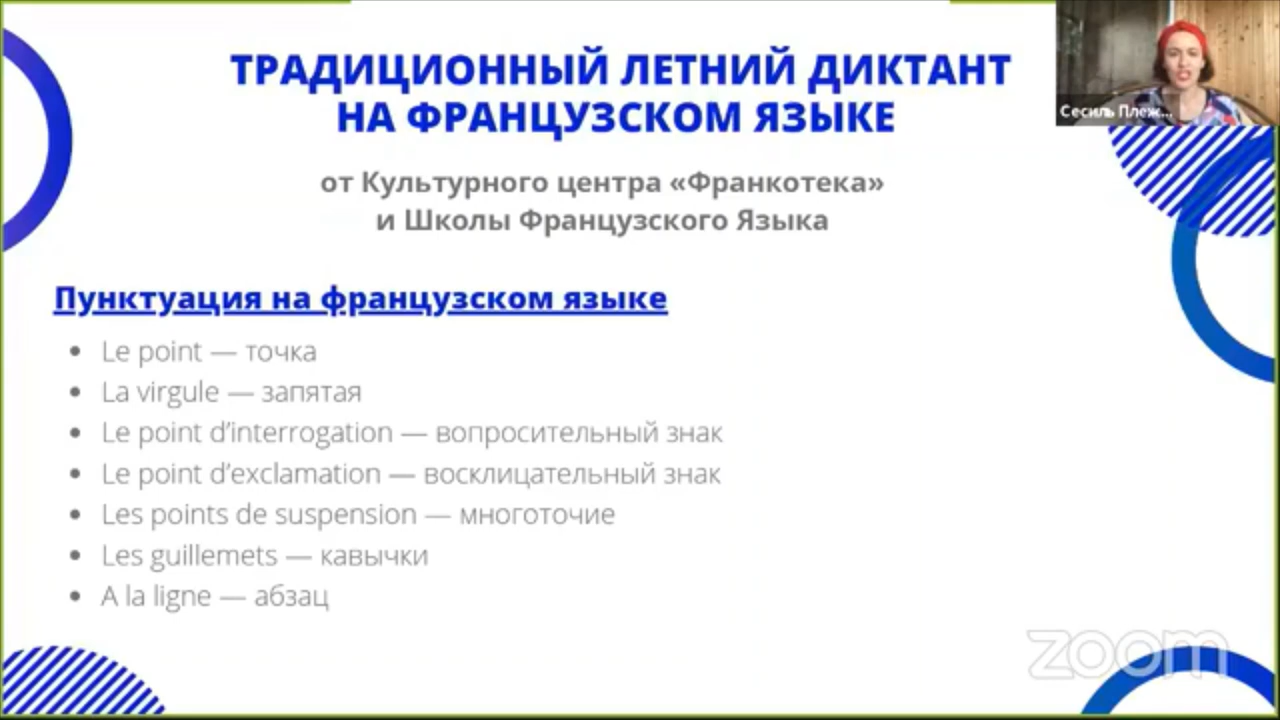 ТРАДИЦИОННЫЙ ЛЕТНИЙ ДИКТАНТ
НА ФРАНЦУЗСКОМ ЯЗЫКЕ
Сесиль Плеж...
от Культурного центра «Франкотека»
и Школы Французского Языка
Пунктуация на французском языке
• Le point — точка
• La virgule — запятая
• Le point d’interrogation — вопросительный знак
• Le point d’exclamation — восклицательный знак
• Les points de suspension — многоточие
• Les guillemets — кавычки
• A la ligne — абзац
zoom